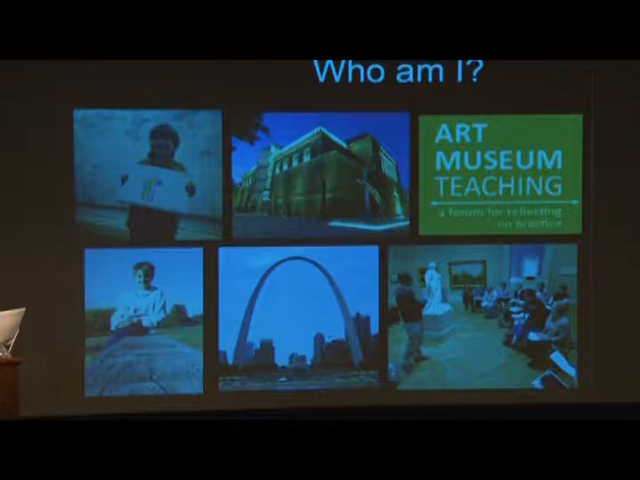 Who am I?
ART
MUSEUM
TEACHING
a forum for reflecting
on practice